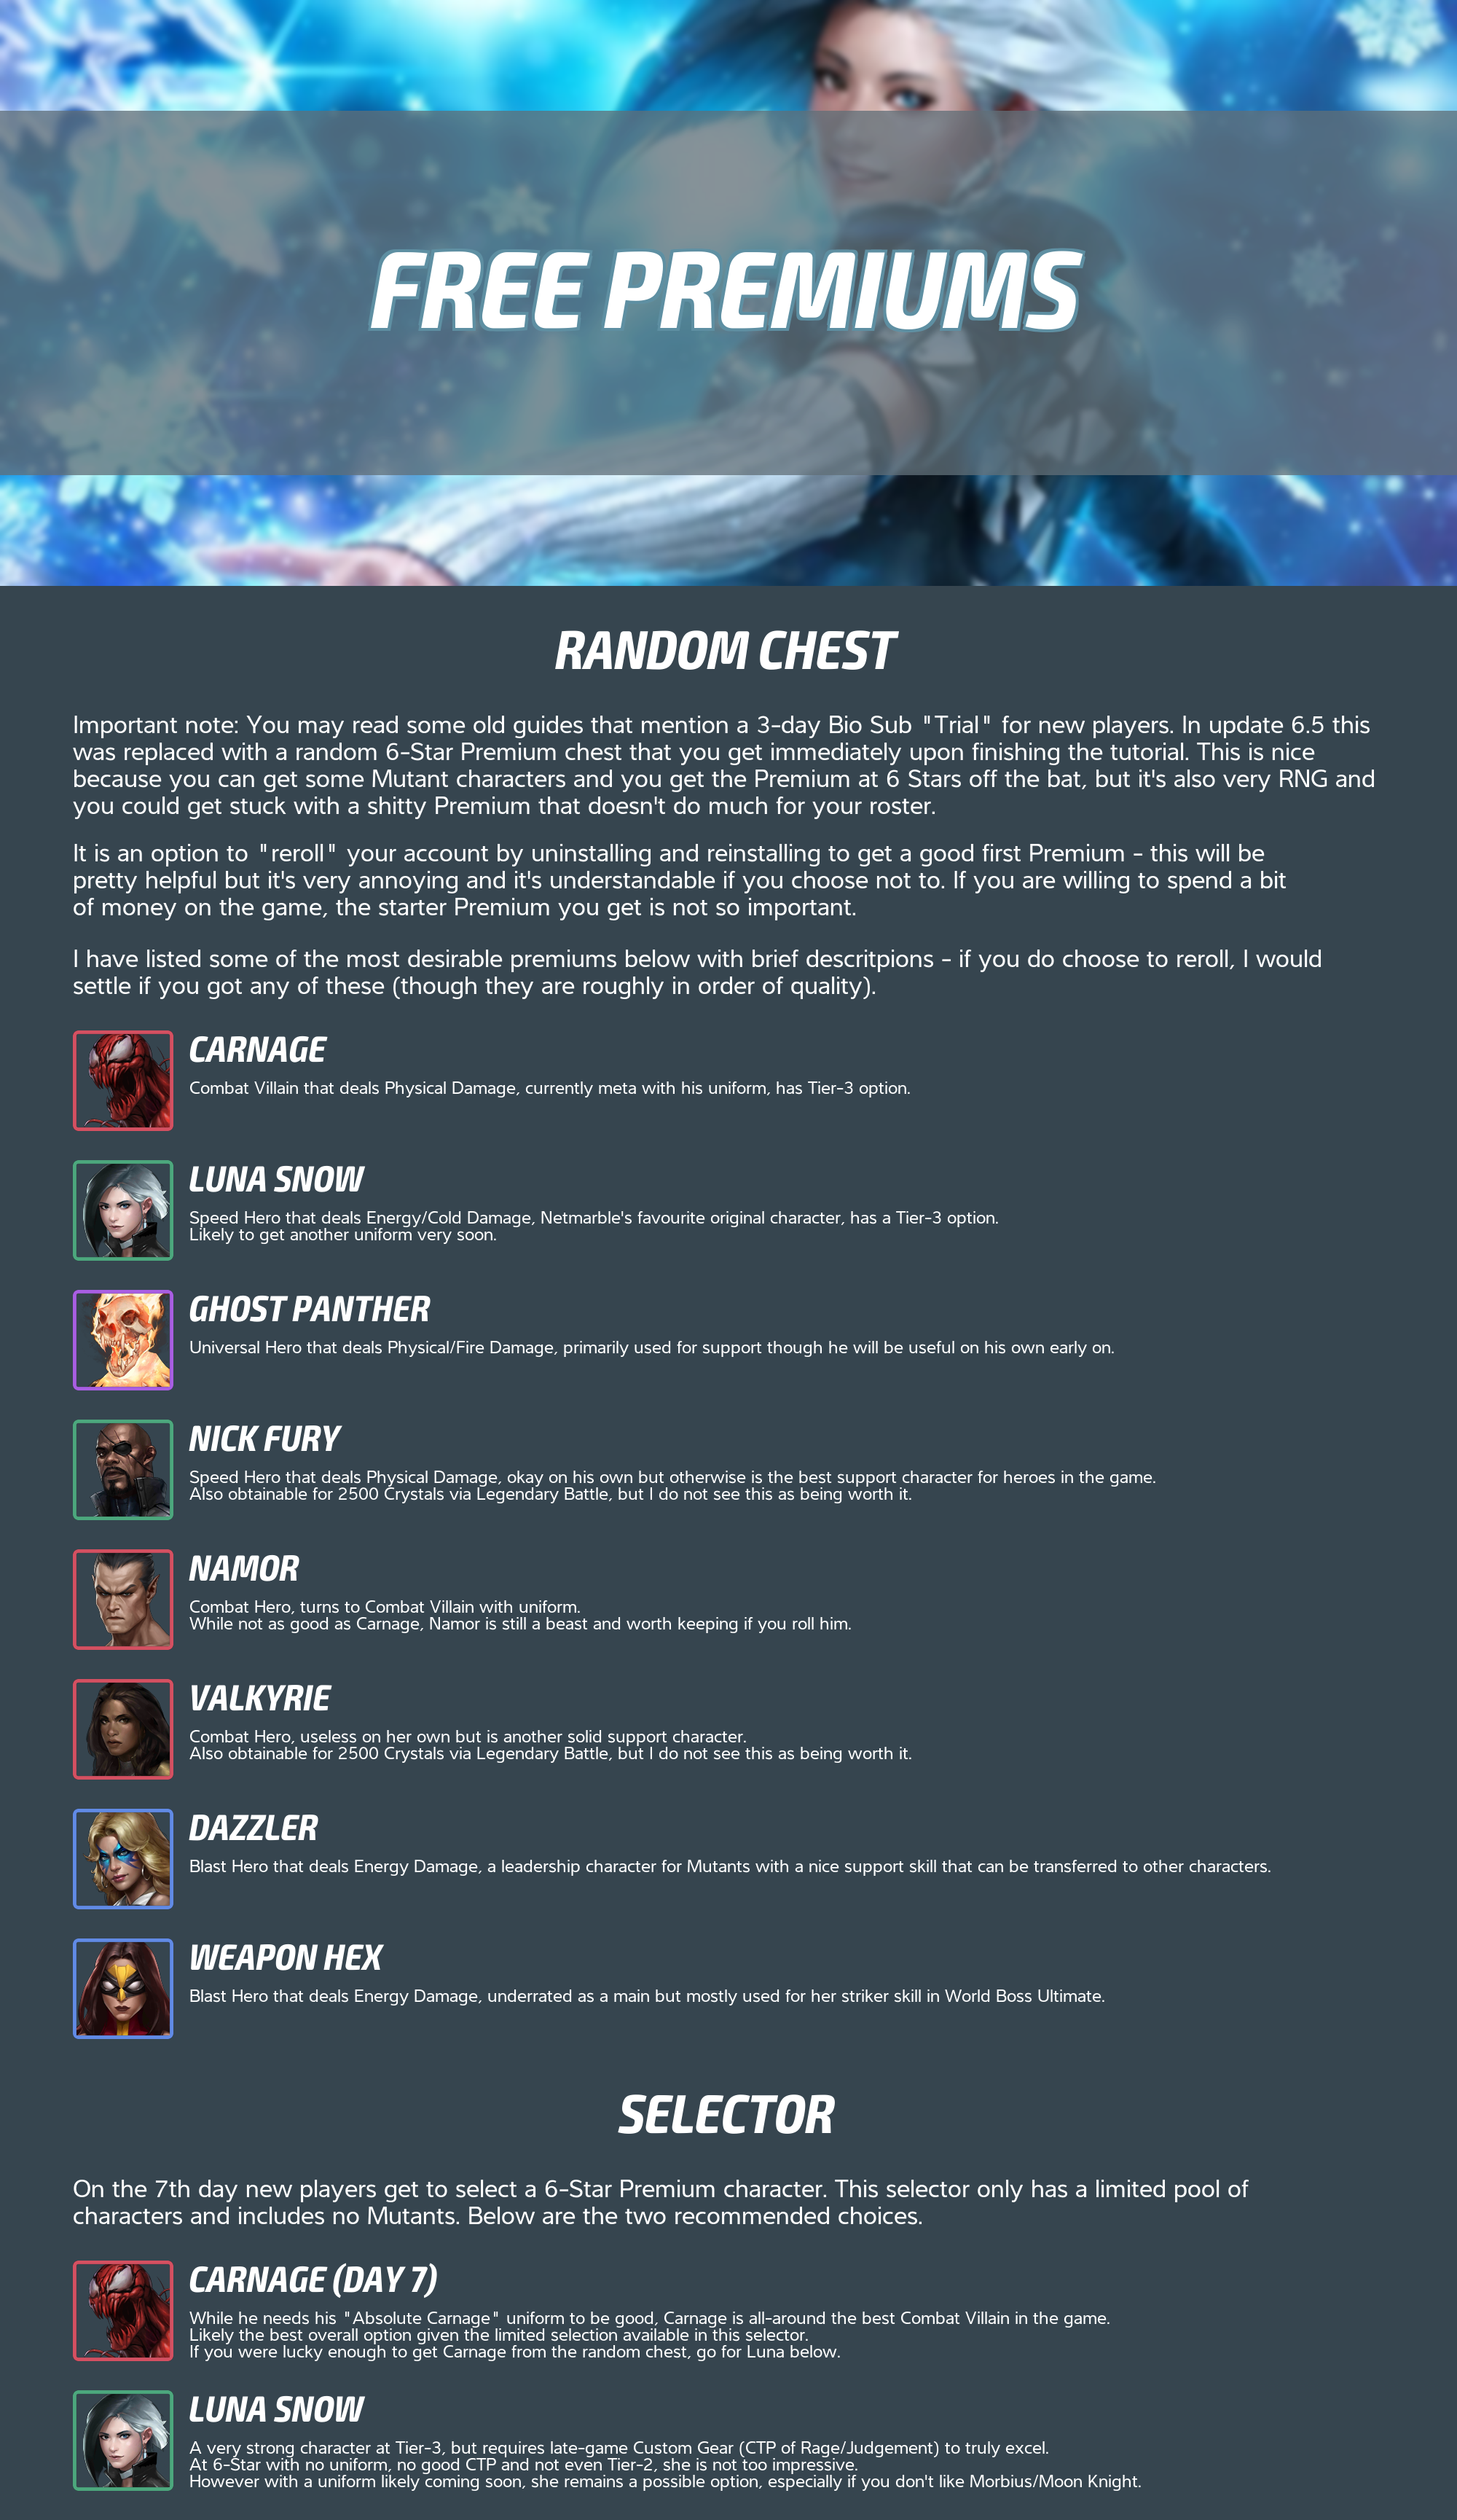 FREE PREMIUMS
RANDOM CHEST
Important note: You may read some old guides that mention a 3-day Bio Sub "Trial" for new players. In update 6.5 this
was replaced with a random 6-Star Premium chest that you get immediately upon finishing the tutorial. This is nice
because you can get some Mutant characters and you get the Premium at 6 Stars off the bat, but it's also very RNG and
you could get stuck with a shitty Premium that doesn't do much for your roster.
It is an option to "reroll" your account by uninstalling and reinstalling to get a good first Premium - this will be
pretty helpful but it's very annoying and it's understandable if you choose not to. If you are willing to spend a bit
of money on the game, the starter Premium you get is not so important.
I have listed some of the most desirable premiums below with brief descritpions - if you do choose to reroll, I would
settle if you got any of these (though they are roughly in order of quality).
CARNAGE
Combat Villain that deals Physical Damage, currently meta with his uniform, has Tier-3 option.
LUNA SNOW
Speed Hero that deals Energy/Cold Damage, Netmarble's favourite original character, has a Tier-3 option.
Likely to get another uniform very soon.
GHOST PANTHER
Universal Hero that deals Physical/Fire Damage, primarily used for support though he will be useful on his own early on.
NICK FURY
Speed Hero that deals Physical Damage, okay on his own but otherwise is the best support character for heroes in the game.
Also obtainable for 2500 Crystals via Legendary Battle, but I do not see this as being worth it.
NAMOR
Combat Hero, turns to Combat Villain with uniform.
While not as good as Carnage, Namor is still a beast and worth keeping if you roll him.
VALKYRIE
Combat Hero, useless on her own but is another solid support character.
Also obtainable for 2500 Crystals via Legendary Battle, but I do not see this as being worth it.
DAZZLER
Blast Hero that deals Energy Damage, a leadership character for Mutants with a nice support skill that can be transferred to other characters.
WEAPON HEX
Blast Hero that deals Energy Damage, underrated as a main but mostly used for her striker skill in World Boss Ultimate.
SELECTOR
On the 7th day new players get to select a 6-Star Premium character. This selector only has a limited pool of
characters and includes no Mutants. Below are the two recommended choices.
CARNAGE (DAY 7)
While he needs his "Absolute Carnage" uniform to be good, Carnage is all-around the best Combat Villain in the game.
Likely the best overall option given the limited selection available in this selector.
If you were lucky enough to get Carnage from the random chest, go for Luna below.
LUNA SNOW
A very strong character at Tier-3, but requires late-game Custom Gear (CTP of Rage/Judgement) to truly excel.
At 6-Star with no uniform, no good CTP and not even Tier-2, she is not too impressive.
However with a uniform likely coming soon, she remains a possible option, especially if you don't like Morbius/Moon Knight.